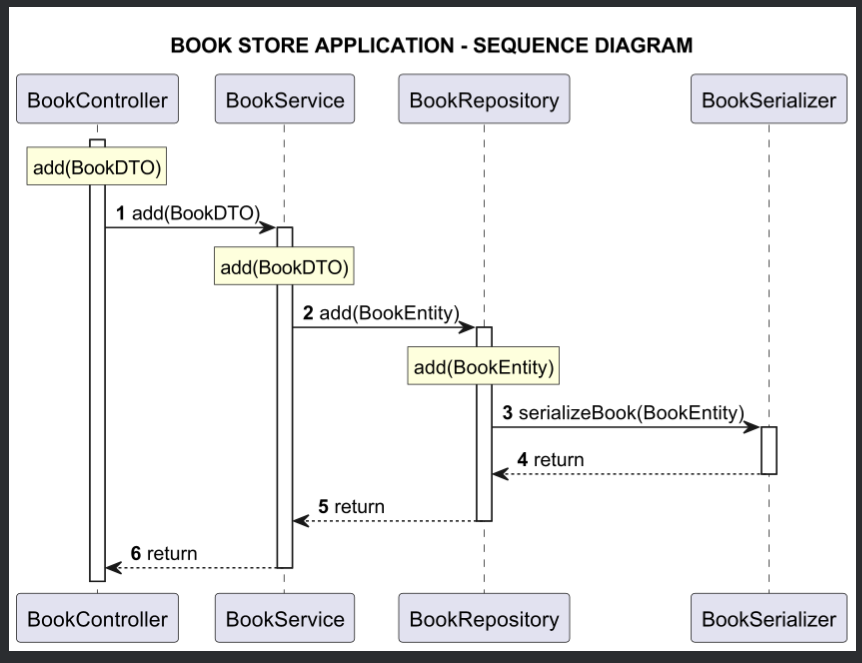 BOOK STORE APPLICATION - SEQUENCE DIAGRAM
BookController
BookService
BookRepository
BookSerializer
add(BookDTO)
1 add(BookDTO)
add(BookDTO)
2 add(BookEntity)
add(BookEntity)
3 serializeBook(BookEntity)
4 return
5 return
6 return
BookController
BookService
BookRepository
BookSerializer